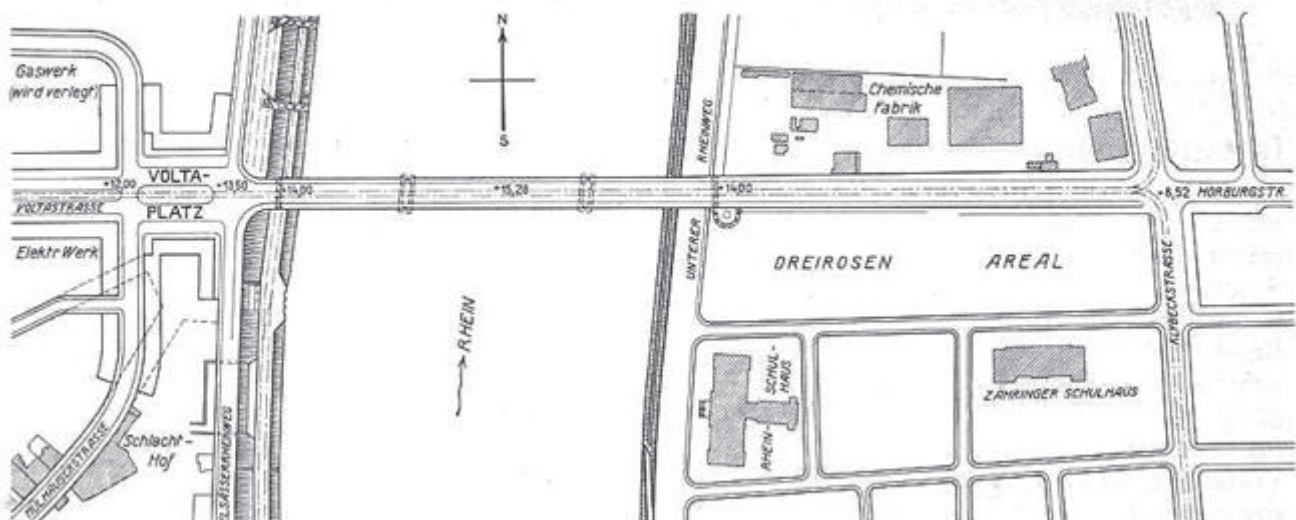 N
S
Gaswerk
(wird verlegt)
Chemische
Fabrik
RHEINWEG
+12,00
VOLTA-
+13,50
+14,00
+15,28
+14,00
+8,52 HORBURGSTR.
VOLTASTRASSE
PLATZ
Elektr. Werk
UNTERER
DREIROSEN AREAL
KLYBECKSTRASSE
RHEIN
SCHUL-
HAUS
RHEIN-
ZÄHRINGER SCHULHAUS
Schlacht-
Hof
MÜLHAUSERSTRASSE
ELSÄSSERRHEINWEG